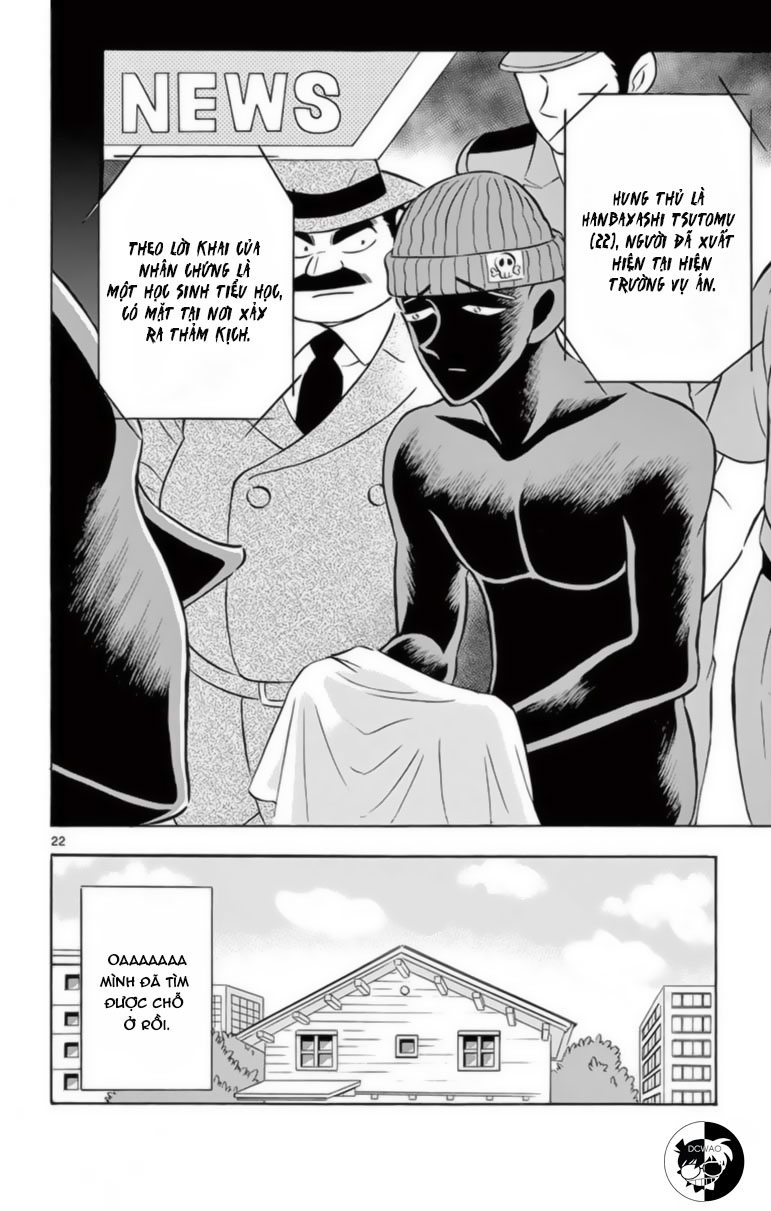 NEWS
HUNG THỦ LÀ
HANBAYASHI TSUTOMU
(22), NGƯỜI ĐÃ XUẤT
HIỆN TẠI HIỆN
TRƯỜNG VỤ ÁN.
THEO LỜI KHAI CỦA
NHÂN CHỨNG LÀ
MỘT HỌC SINH TIỂU HỌC,
CÓ MẶT TẠI NƠI XẢY
RA THẢM KỊCH.
22
OAAAAAAA
MÌNH ĐÃ TÌM
ĐƯỢC CHỖ
Ở RỒI.
DCWAO